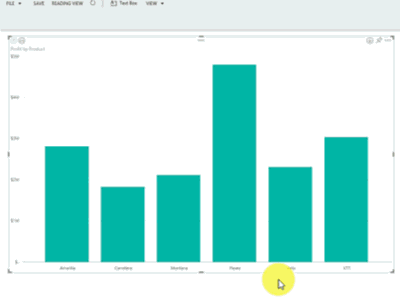 FILE SAVE READING VIEW Text Box VIEW
Profit by Product
$5M
$4M
$3M
$2M
$1M
$-
Amarilla Carretera Montana Paseo VTT